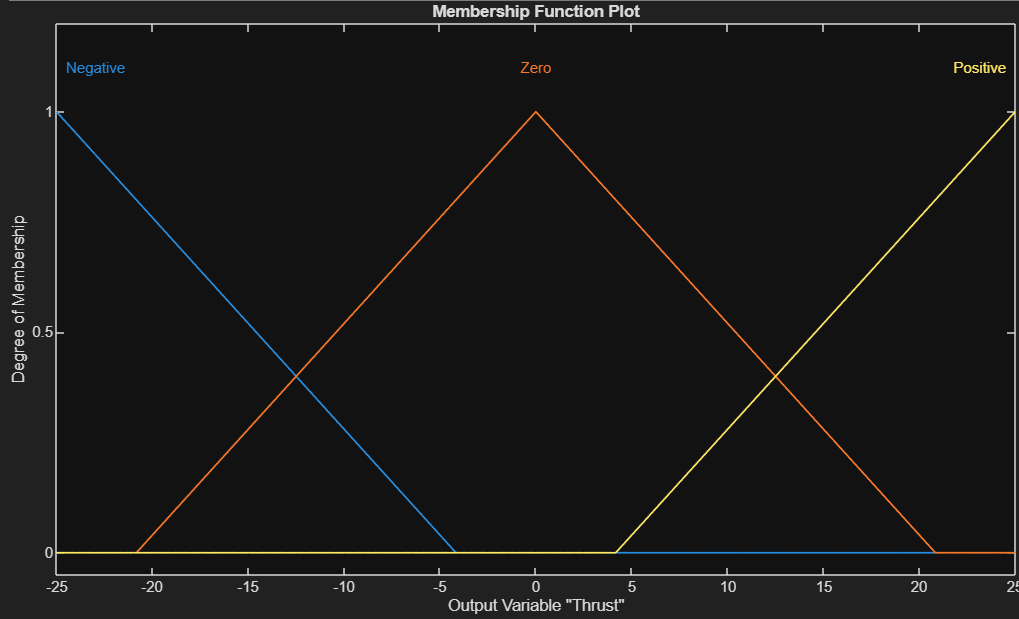 Membership Function Plot
Negative Zero Positive
1
0.5
0
Degree of Membership
-25 -20 -15 -10 -5 0 5 10 15 20 25
Output Variable "Thrust"